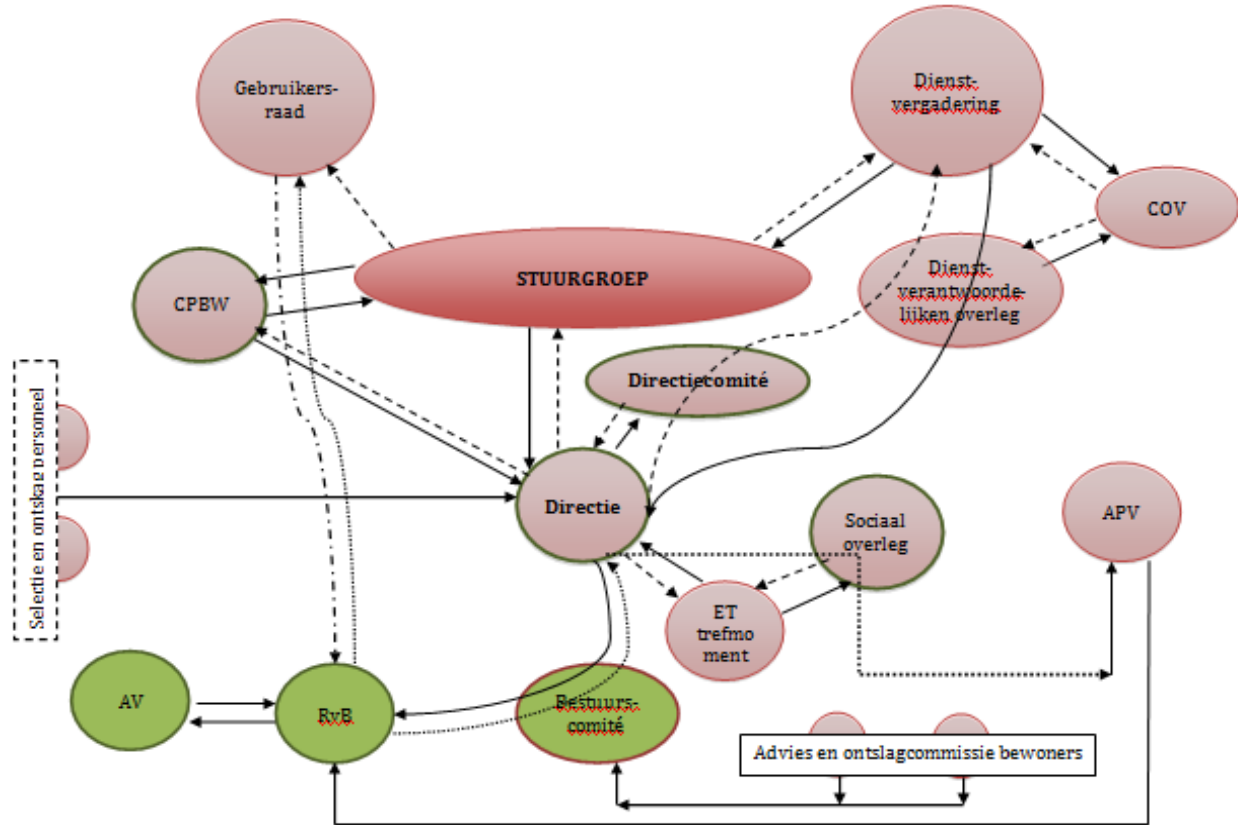 Gebruikers-
raad
Dienst-
vergadering
COV
STUURGROEP
Dienst-
verantwoorde-
lijken overleg
CPBW
Directiecomité
Selectie en ontskag personeel
Directie
Sociaal
overleg
APV
ET
trefmo
ment
AV
RvB
Bestuurs-
comité
Advies en ontslagcommissie bewoners